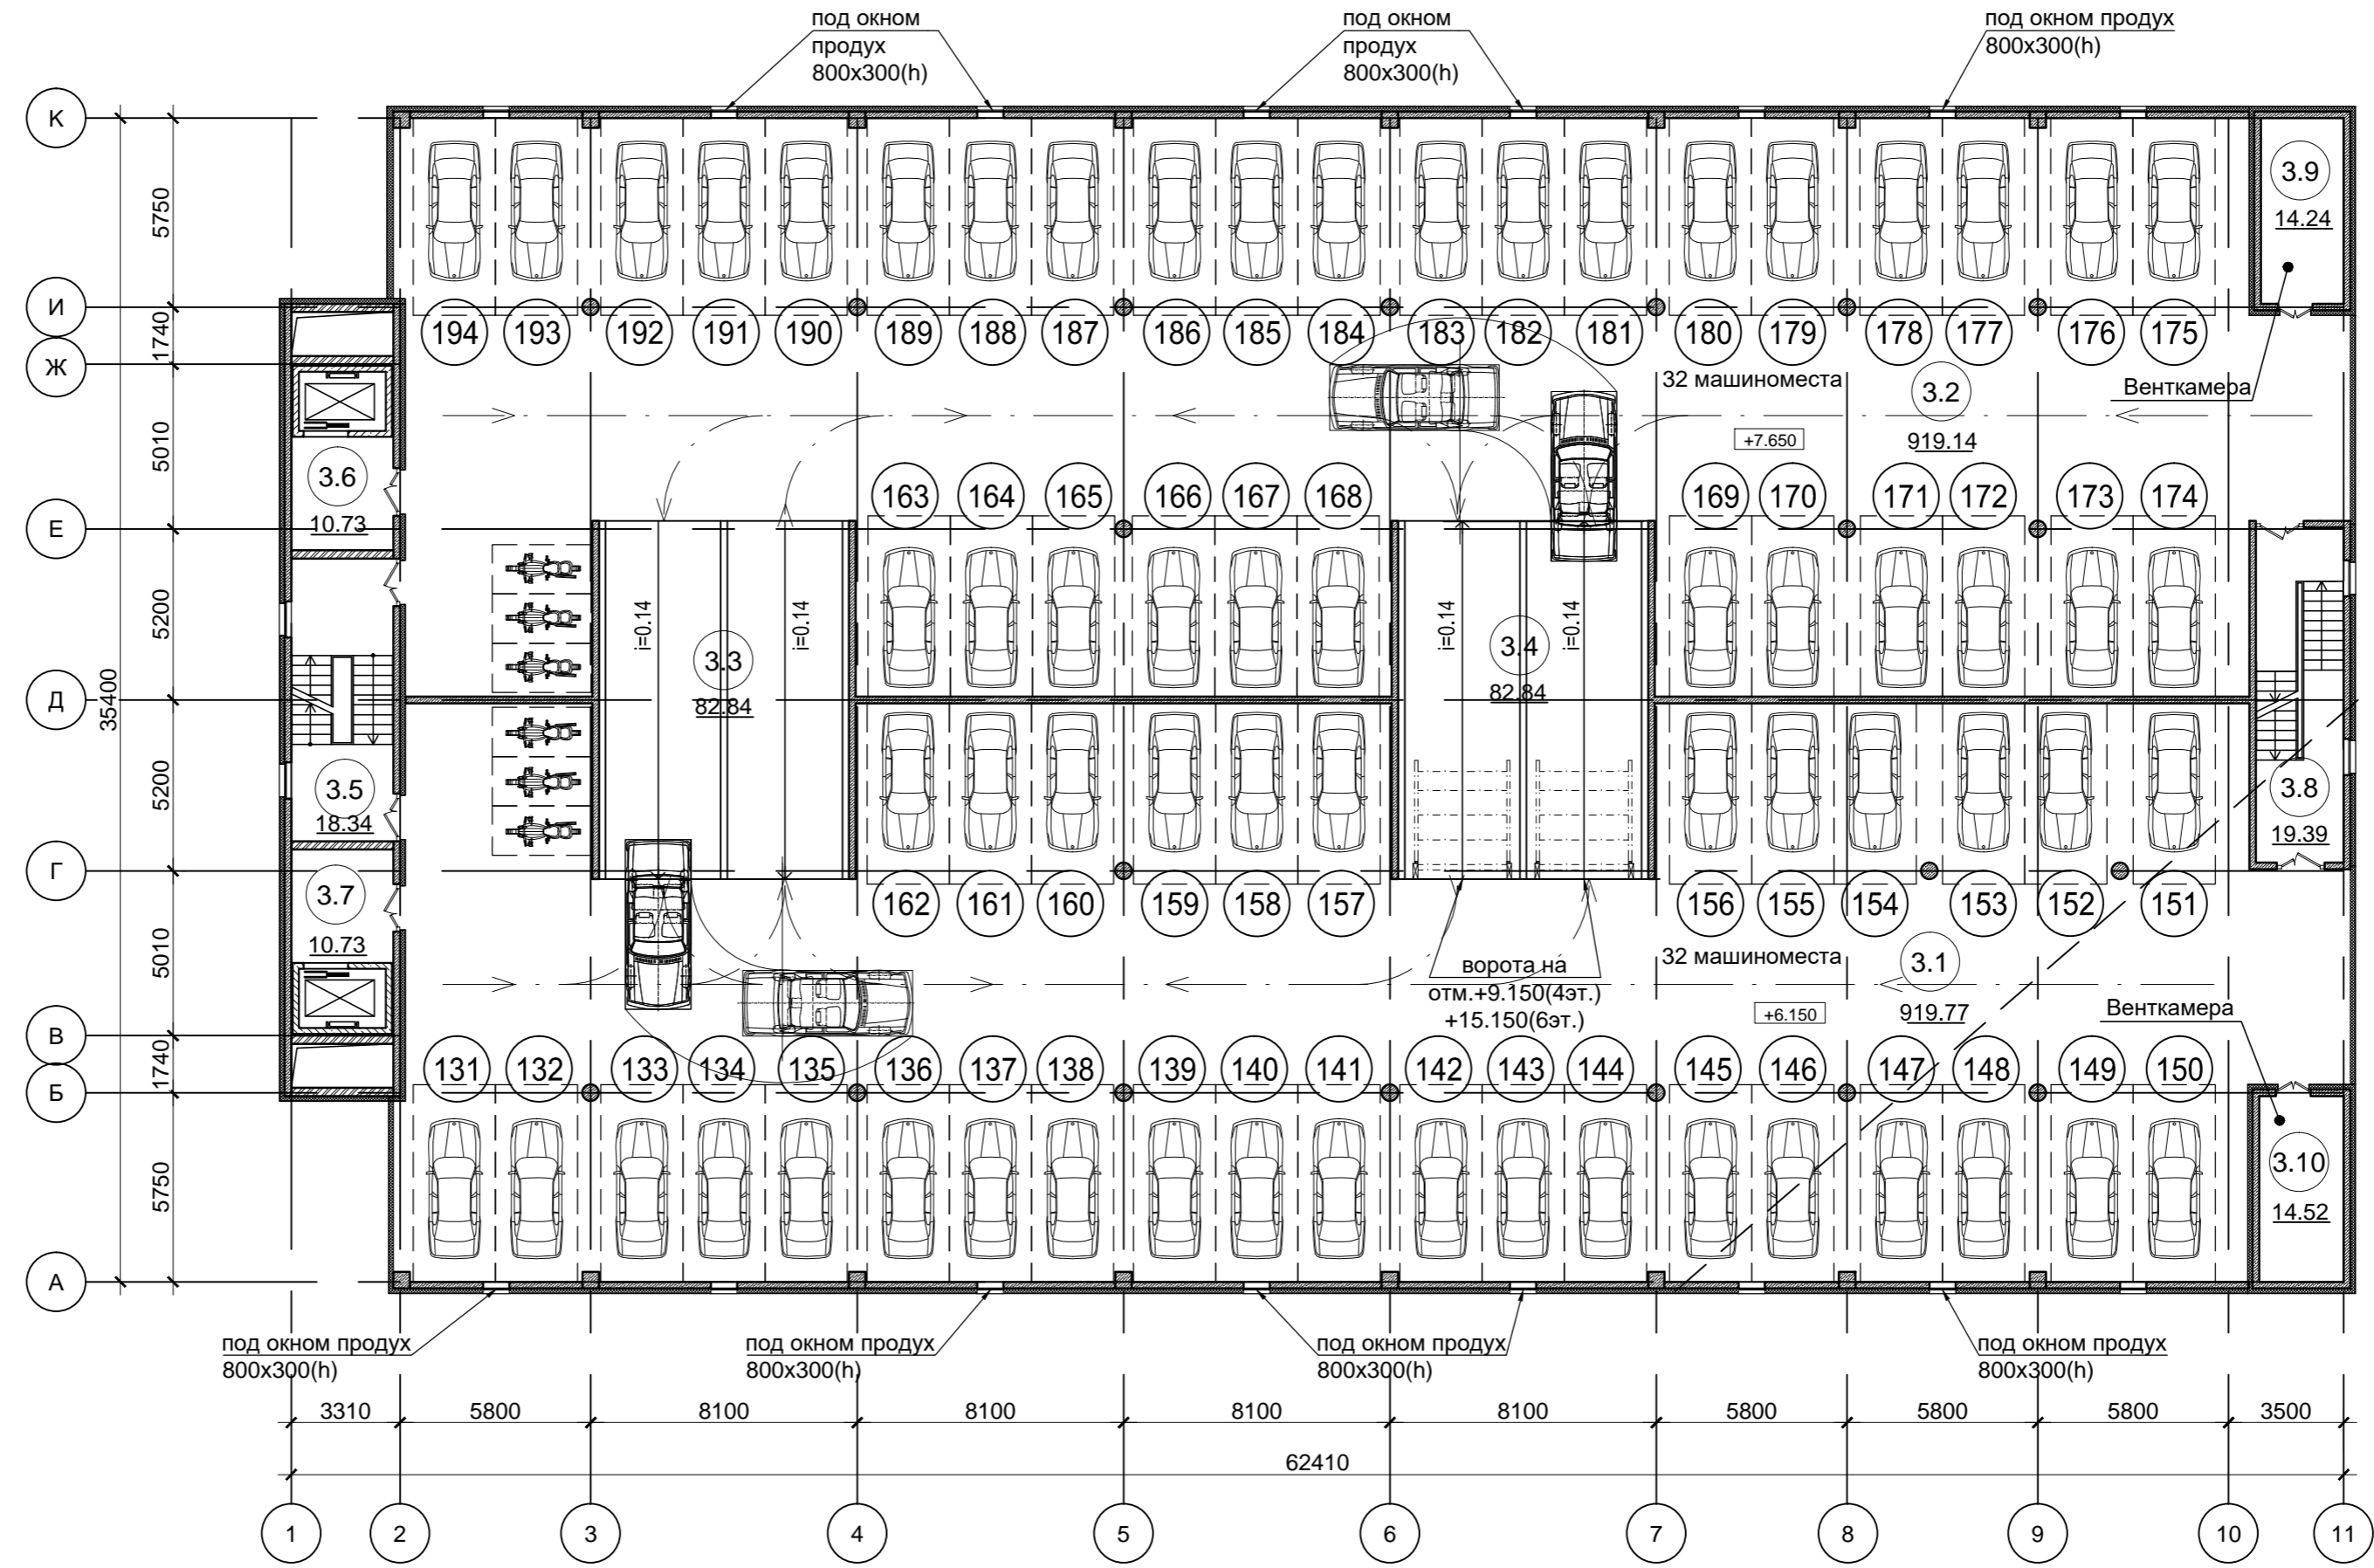 под окном
продух
800х300(h)
под окном
продух
800х300(h)
под окном продух
800х300(h)
К
И
Ж
Е
Д
Г
В
Б
А
5750
1740
5010
5200
5200
5010
1740
5750
35400
194 193 192 191 190 189 188 187 186 185 184 183 182 181 180 179 178 177 176 175
3.9
14.24
32 машиноместа
3.2
Венткамера
+7.650
919.14
3.6
10.73
163 164 165 166 167 168 169 170 171 172 173 174
i=0.14
i=0.14
i=0.14
i=0.14
3.3
82.84
3.4
82.84
3.5
18.34
3.8
19.39
3.7
10.73
162 161 160 159 158 157 156 155 154 153 152 151
32 машиноместа
3.1
ворота на
отм.+9.150(4эт.)
+15.150(6эт.)
+6.150
919.77
Венткамера
131 132 133 134 135 136 137 138 139 140 141 142 143 144 145 146 147 148 149 150
3.10
14.52
под окном продух
800х300(h)
под окном продух
800х300(h)
под окном продух
800х300(h)
под окном продух
800х300(h)
3310 5800 8100 8100 8100 8100 5800 5800 5800 3500
62410
1 2 3 4 5 6 7 8 9 10 11